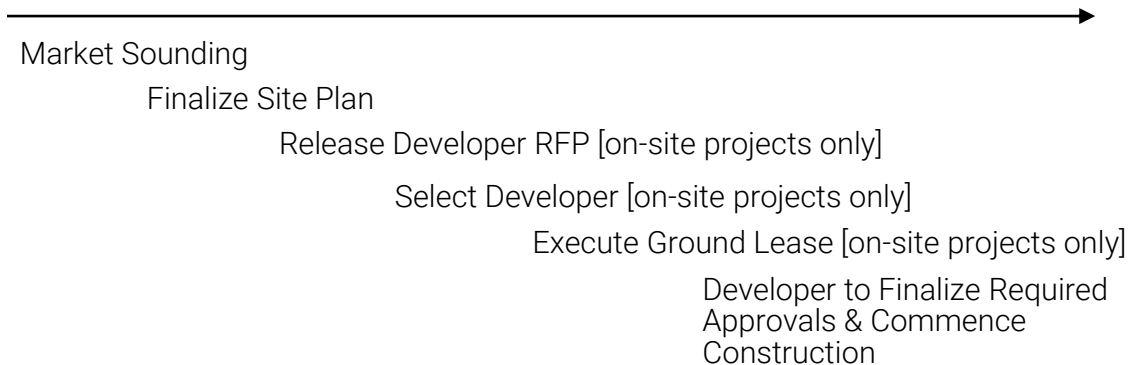 Market Sounding
Finalize Site Plan
Release Developer RFP [on-site projects only]
Select Developer [on-site projects only]
Execute Ground Lease [on-site projects only]
Developer to Finalize Required
Approvals & Commence
Construction